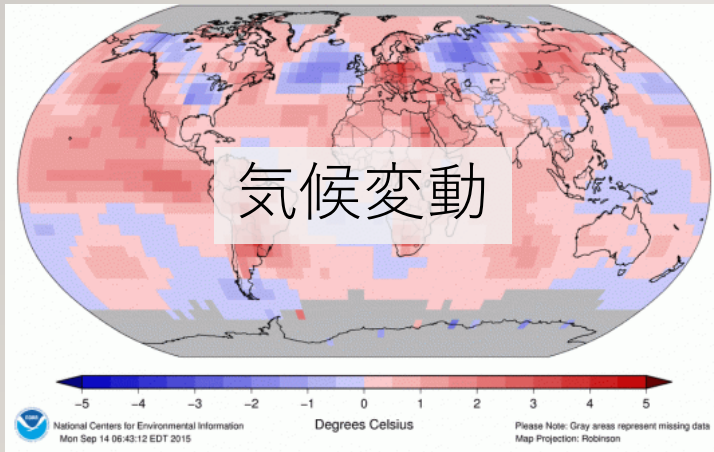 気候変動
−5 −4 −3 −2 −1 0 1 2 3 4 5
Degrees Celsius
NOAA
National Centers for Environmental Information
Mon Sep 14 06:43:12 EDT 2015
Please Note: Gray areas represent missing data
Map Projection: Robinson